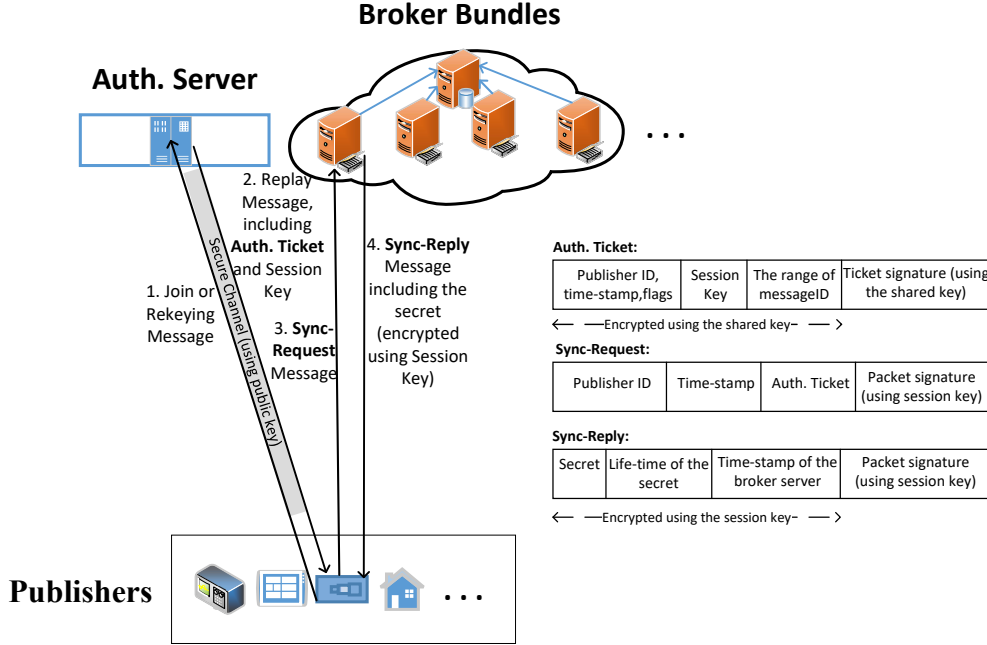 Broker Bundles
Auth. Server
. . .
2. Replay
Message,
including
Auth. Ticket
and Session
Key
4. Sync-Reply
Message
including the
secret
(encrypted
using Session
Key)
1. Join or
Rekeying
Message
Secure Channel (using public key)
3. Sync-
Request
Message
Auth. Ticket:
Publisher ID,
time-stamp,flags
Session
Key
The range of
messageID
Ticket signature (using
the shared key)
Encrypted using the shared key
Sync-Request:
Publisher ID
Time-stamp
Auth. Ticket
Packet signature
(using session key)
Sync-Reply:
Secret
Life-time of the
secret
Time-stamp of the
broker server
Packet signature
(using session key)
Encrypted using the session key
Publishers
. . .